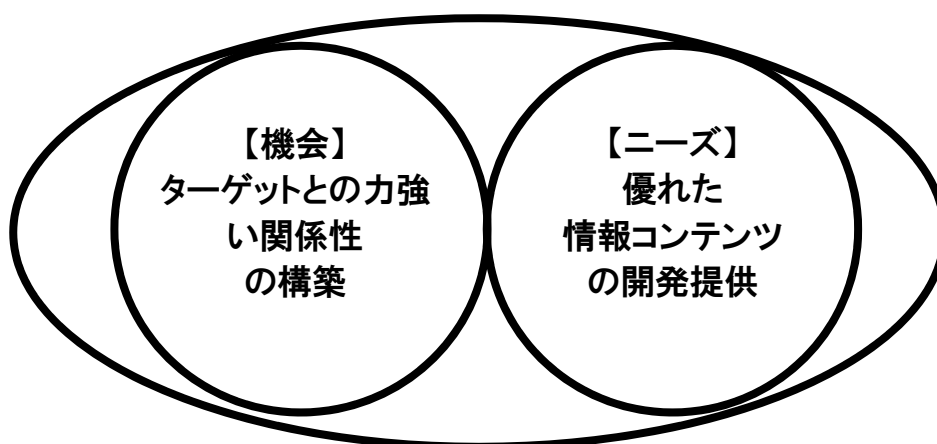 【機会】
ターゲットとの力強
い関係性
の構築
【ニーズ】
優れた
情報コンテンツ
の開発提供